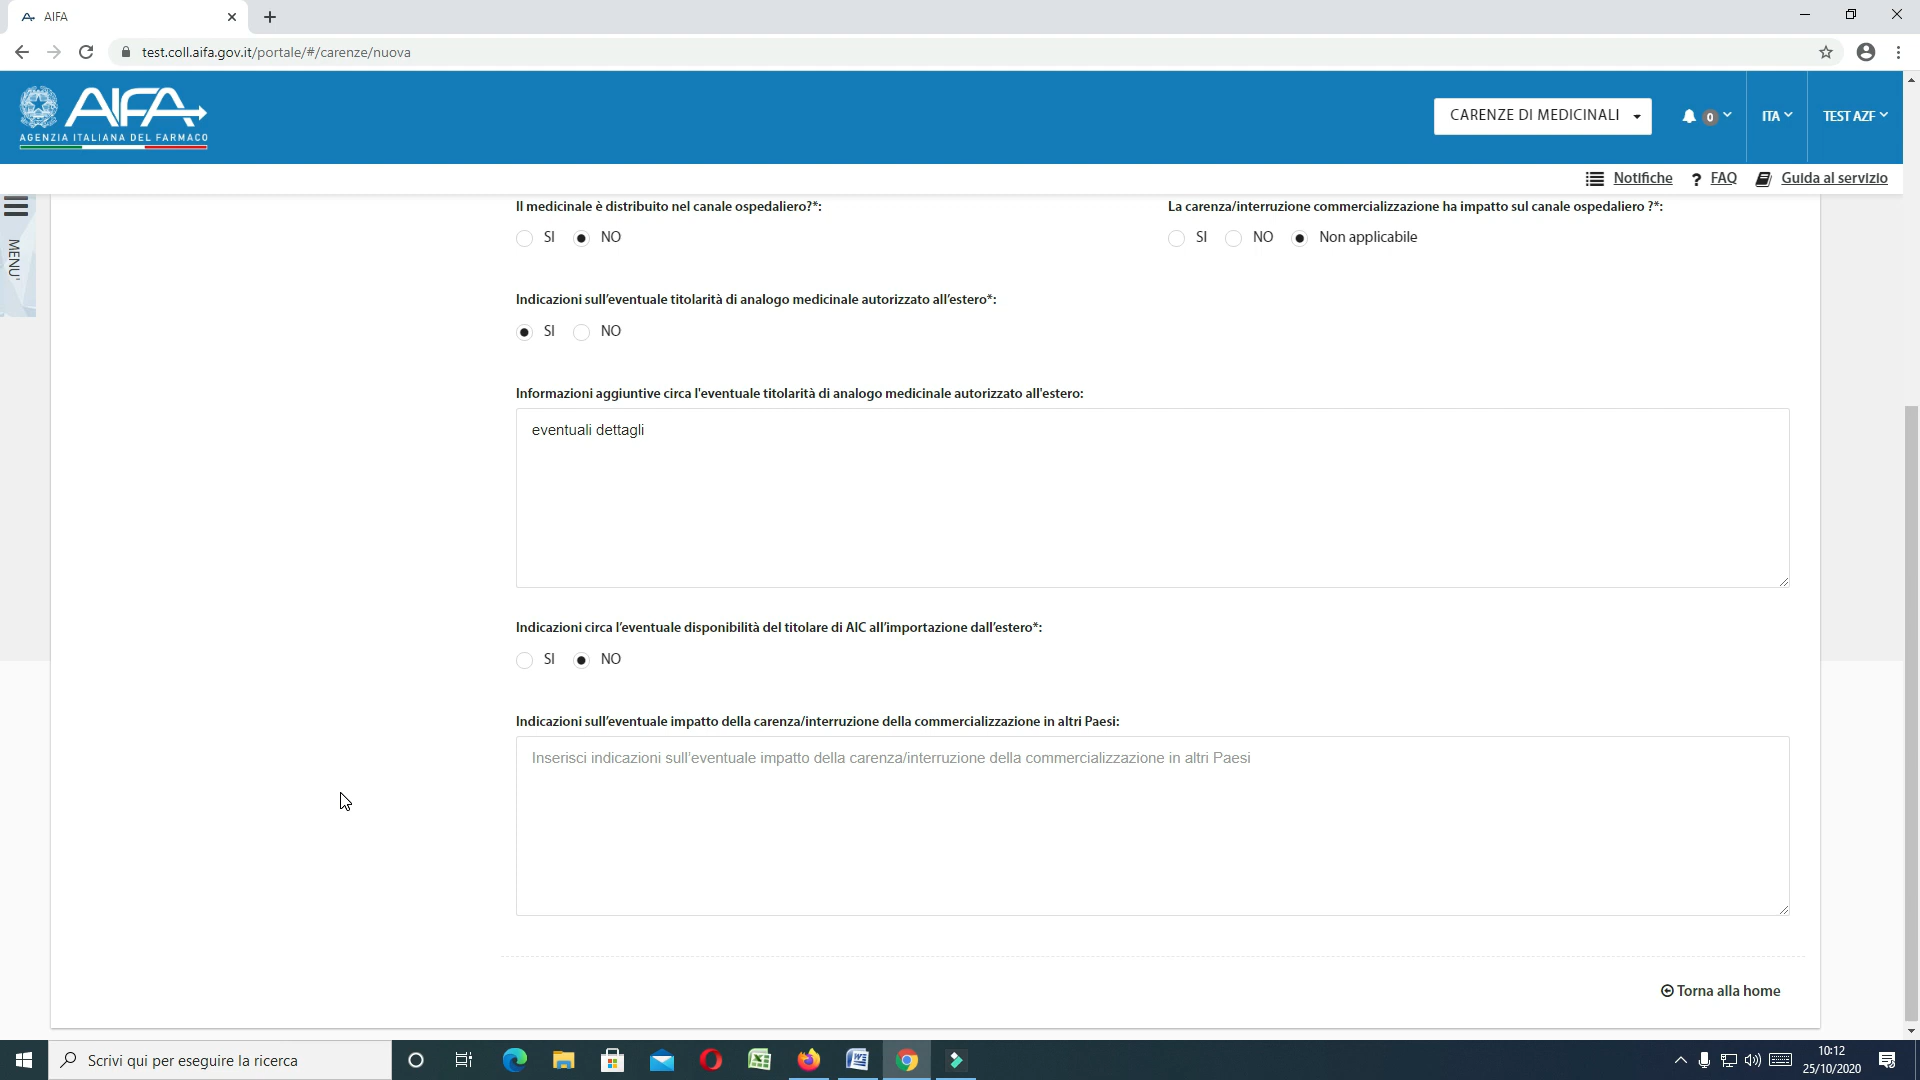 AIFA
test.coll.aifa.gov.it/portale/#/carenze/nuova
AIFA
AGENZIA ITALIANA DEL FARMACO
CARENZE DI MEDICINALI
0
ITA
TEST AZF
Notifiche
? FAQ
Guida al servizio
MENU'
Il medicinale è distribuito nel canale ospedaliero?*:
SI NO
La carenza/interruzione commercializzazione ha impatto sul canale ospedaliero ?*:
SI NO Non applicabile
Indicazioni sull'eventuale titolarità di analogo medicinale autorizzato all'estero*:
SI NO
Informazioni aggiuntive circa l'eventuale titolarità di analogo medicinale autorizzato all'estero:
eventuali dettagli
Indicazioni circa l'eventuale disponibilità del titolare di AIC all'importazione dall'estero*:
SI NO
Indicazioni sull'eventuale impatto della carenza/interruzione della commercializzazione in altri Paesi:
Inserisci indicazioni sull'eventuale impatto della carenza/interruzione della commercializzazione in altri Paesi
Torna alla home
Scrivi qui per eseguire la ricerca
10:12
25/10/2020